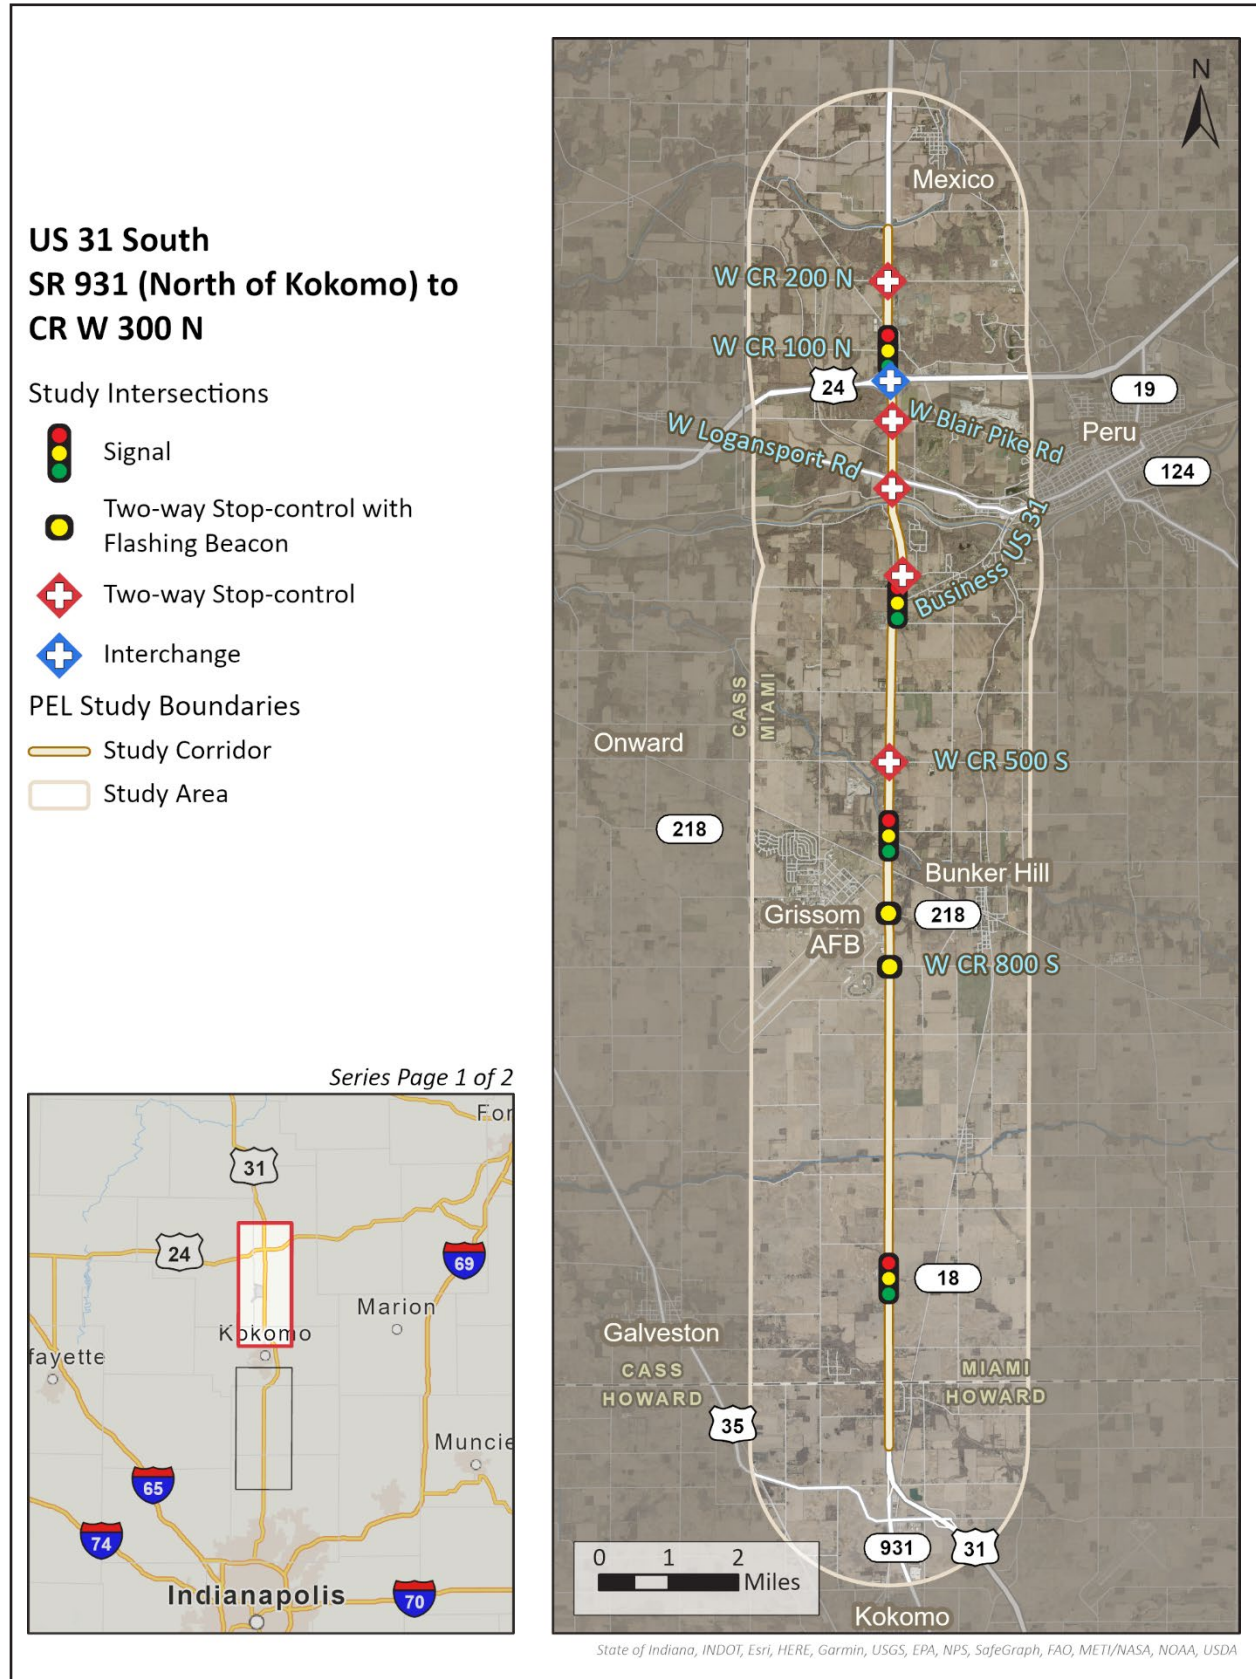 US 31 South
SR 931 (North of Kokomo) to
CR W 300 N
Study Intersections
Signal
Two-way Stop-control with
Flashing Beacon
Two-way Stop-control
Interchange
PEL Study Boundaries
Study Corridor
Study Area
Series Page 1 of 2
For
31
24
69
Marion
Kokomo
fayette
Muncie
65
74
Indianapolis
70
N
Mexico
W CR 200 N
W CR 100 N
24
19
W Blair Pike Rd
W Logansport Rd
Peru
124
Business US 31
CASS
MIAMI
Onward
W CR 500 S
218
Bunker Hill
Grissom
AFB
218
W CR 800 S
18
Galveston
CASS
HOWARD
MIAMI
HOWARD
35
931
31
0 1 2
Miles
Kokomo
State of Indiana, INDOT, Esri, HERE, Garmin, USGS, EPA, NPS, SafeGraph, FAO, METI/NASA, NOAA, USDA